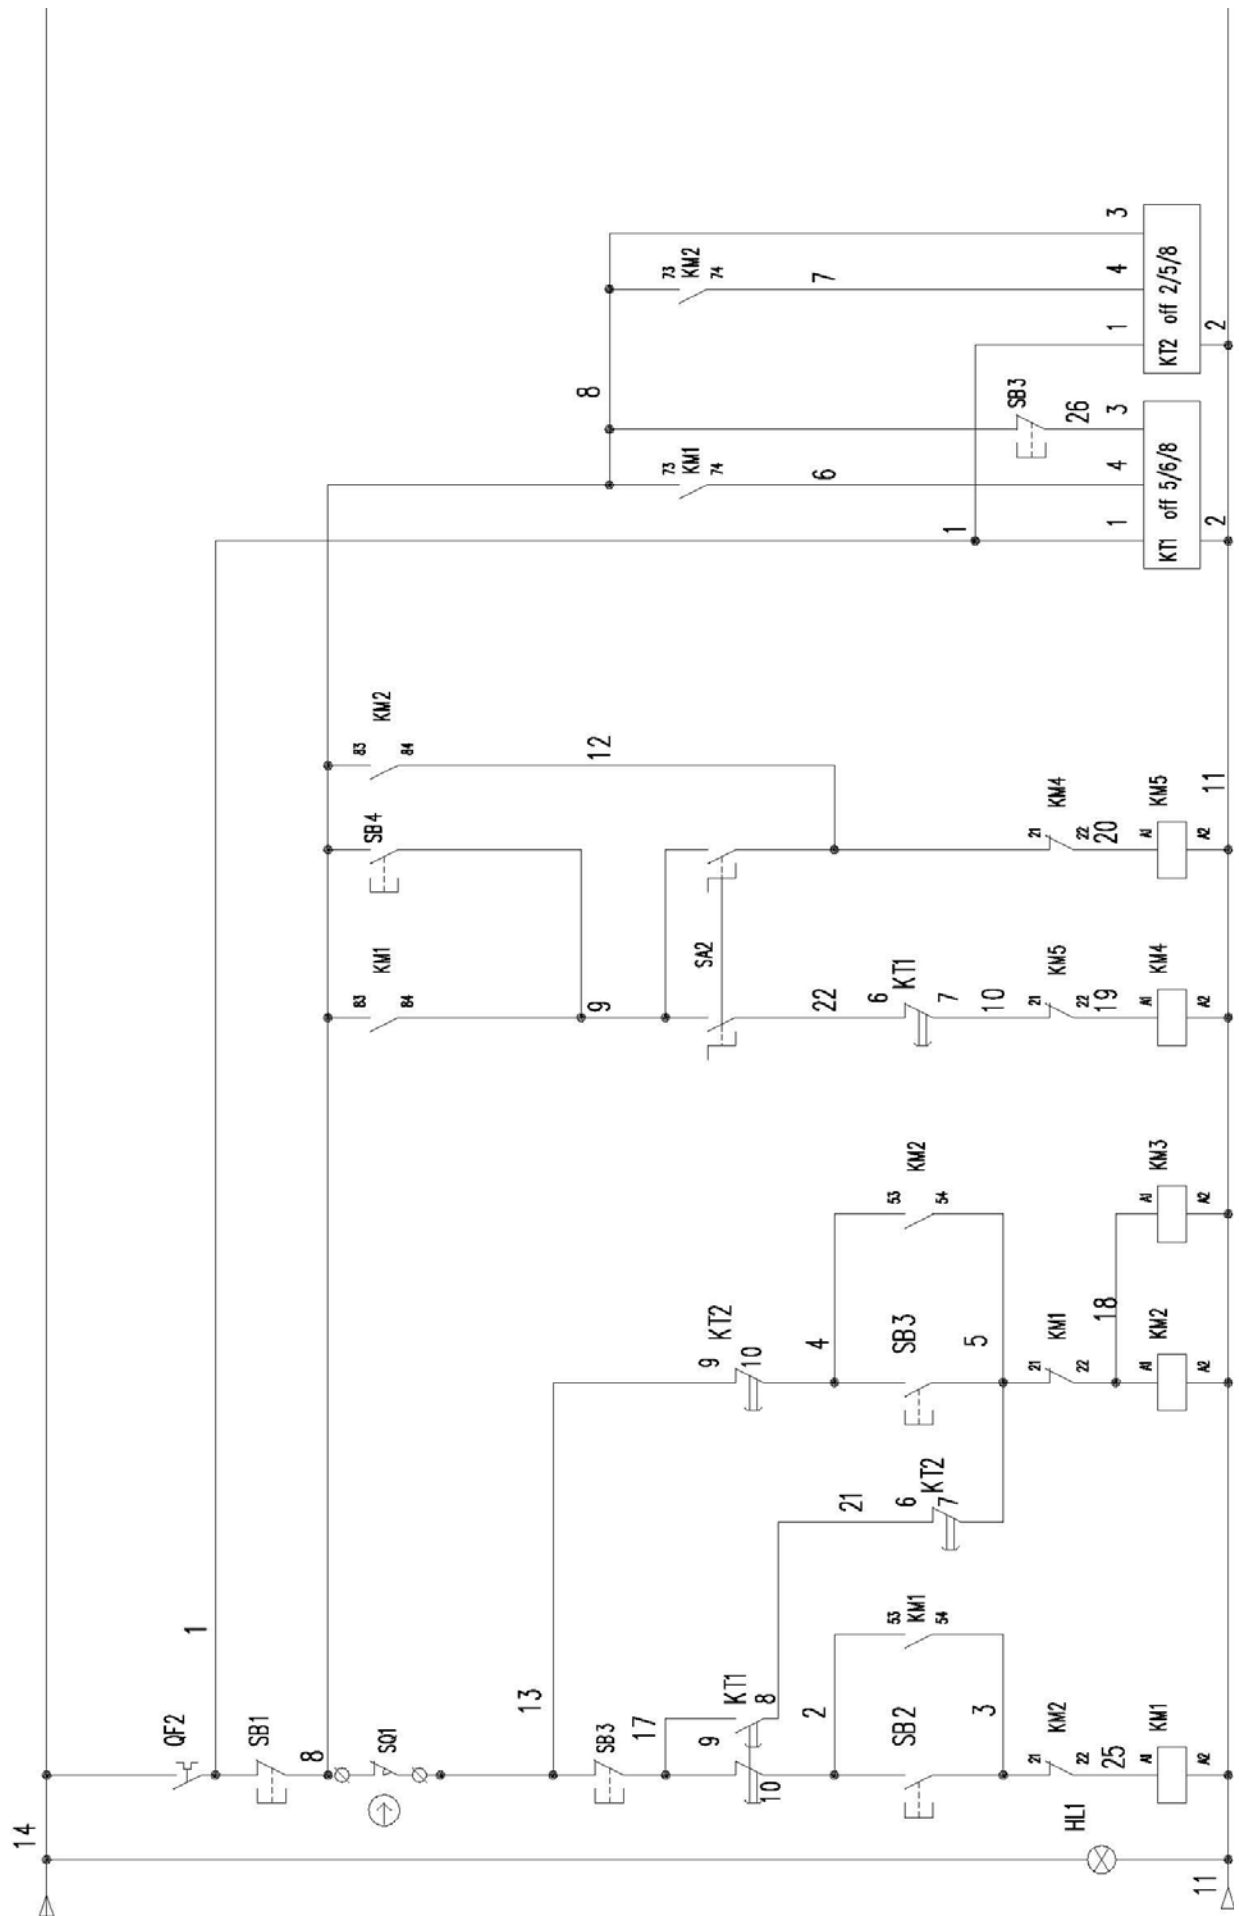 14
QF2
1
SB1
8
SQ1
13
SB3
17
KT1
9
8
10
2
SB2
53
KM1
54
3
KM2
21
22
25
KM1
A1
A2
HL1
11
KT2
9
10
4
SB3
KM2
53
54
5
21
KT2
6
7
KM1
21
22
18
KM2
A1
A2
KM3
A1
A2
83
KM1
84
SB4
83
KM2
84
9
12
SA2
22
6
KT1
7
10
KM5
21
22
19
KM4
A1
A2
KM4
21
22
20
KM5
A1
A2
11
8
73
KM1
74
6
73
KM2
74
7
SB3
26
1
1
4
3
KT1 off 5/6/8
2
1
4
3
KT2 off 2/5/8
2